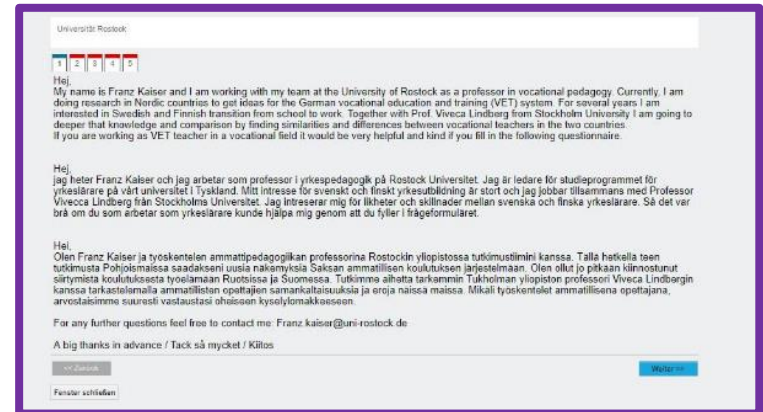 Universität Rostock
1 2 3 4 5
Hej,
My name is Franz Kaiser and I am working with my team at the University of Rostock as a professor in vocational pedagogy. Currently, I am
doing research in Nordic countries to get ideas for the German vocational education and training (VET) system. For several years I am
interested in Swedish and Finnish transition from school to work. Together with Prof. Viveca Lindberg from Stockholm University I am going to
deeper that knowledge and comparison by finding similarities and differences between vocational teachers in the two countries.
If you are working as VET teacher in a vocational field it would be very helpful and kind if you fill in the following questionnaire.
Hej,
jag heter Franz Kaiser och jag arbetar som professor i yrkespedagogik på Rostock Universitet. Jag är ledare för studieprogrammet för
yrkeslärare på vårt universitet i Tyskland. Mitt intresse för svenskt och finskt yrkesutbildning är stort och jag jobbar tillsammans med Professor
Vivecca Lindberg från Stockholms Universitet. Jag intreserar mig för likheter och skillnader mellan svenska och finska yrkeslärare. Så det var
brå om du som arbetar som yrkeslärare kunde hjälpa mig genom att du fyller i frågeformuläret.
Hei,
Olen Franz Kaiser ja työskentelen ammattipedagogiikan professorina Rostockin yliopistossa tutkimustiimini kanssa. Tällä hetkellä teen
tutkimusta Pohjoismaissa saadakseni uusia näkemyksiä Saksan ammatillisen koulutuksen järjestelmään. Olen ollut jo pitkään kiinnostunut
siirtymistä koulutuksesta työelämään Ruotsissa ja Suomessa. Tutkimme aihetta tarkemmin Tukholman yliopiston professori Viveca Lindbergin
kanssa tarkastelemalla ammatillisten opettajien samankaltaisuuksia ja eroja näissä maissa. Mikäli työskentelet ammatillisena opettajana,
arvostaisimme suuresti vastaustasi oheiseen kyselylomakkeeseen.
For any further questions feel free to contact me: Franz.kaiser@uni-rostock.de
A big thanks in advance / Tack så mycket / Kiitos
<< Zurück
Weiter >>
Fenster schließen